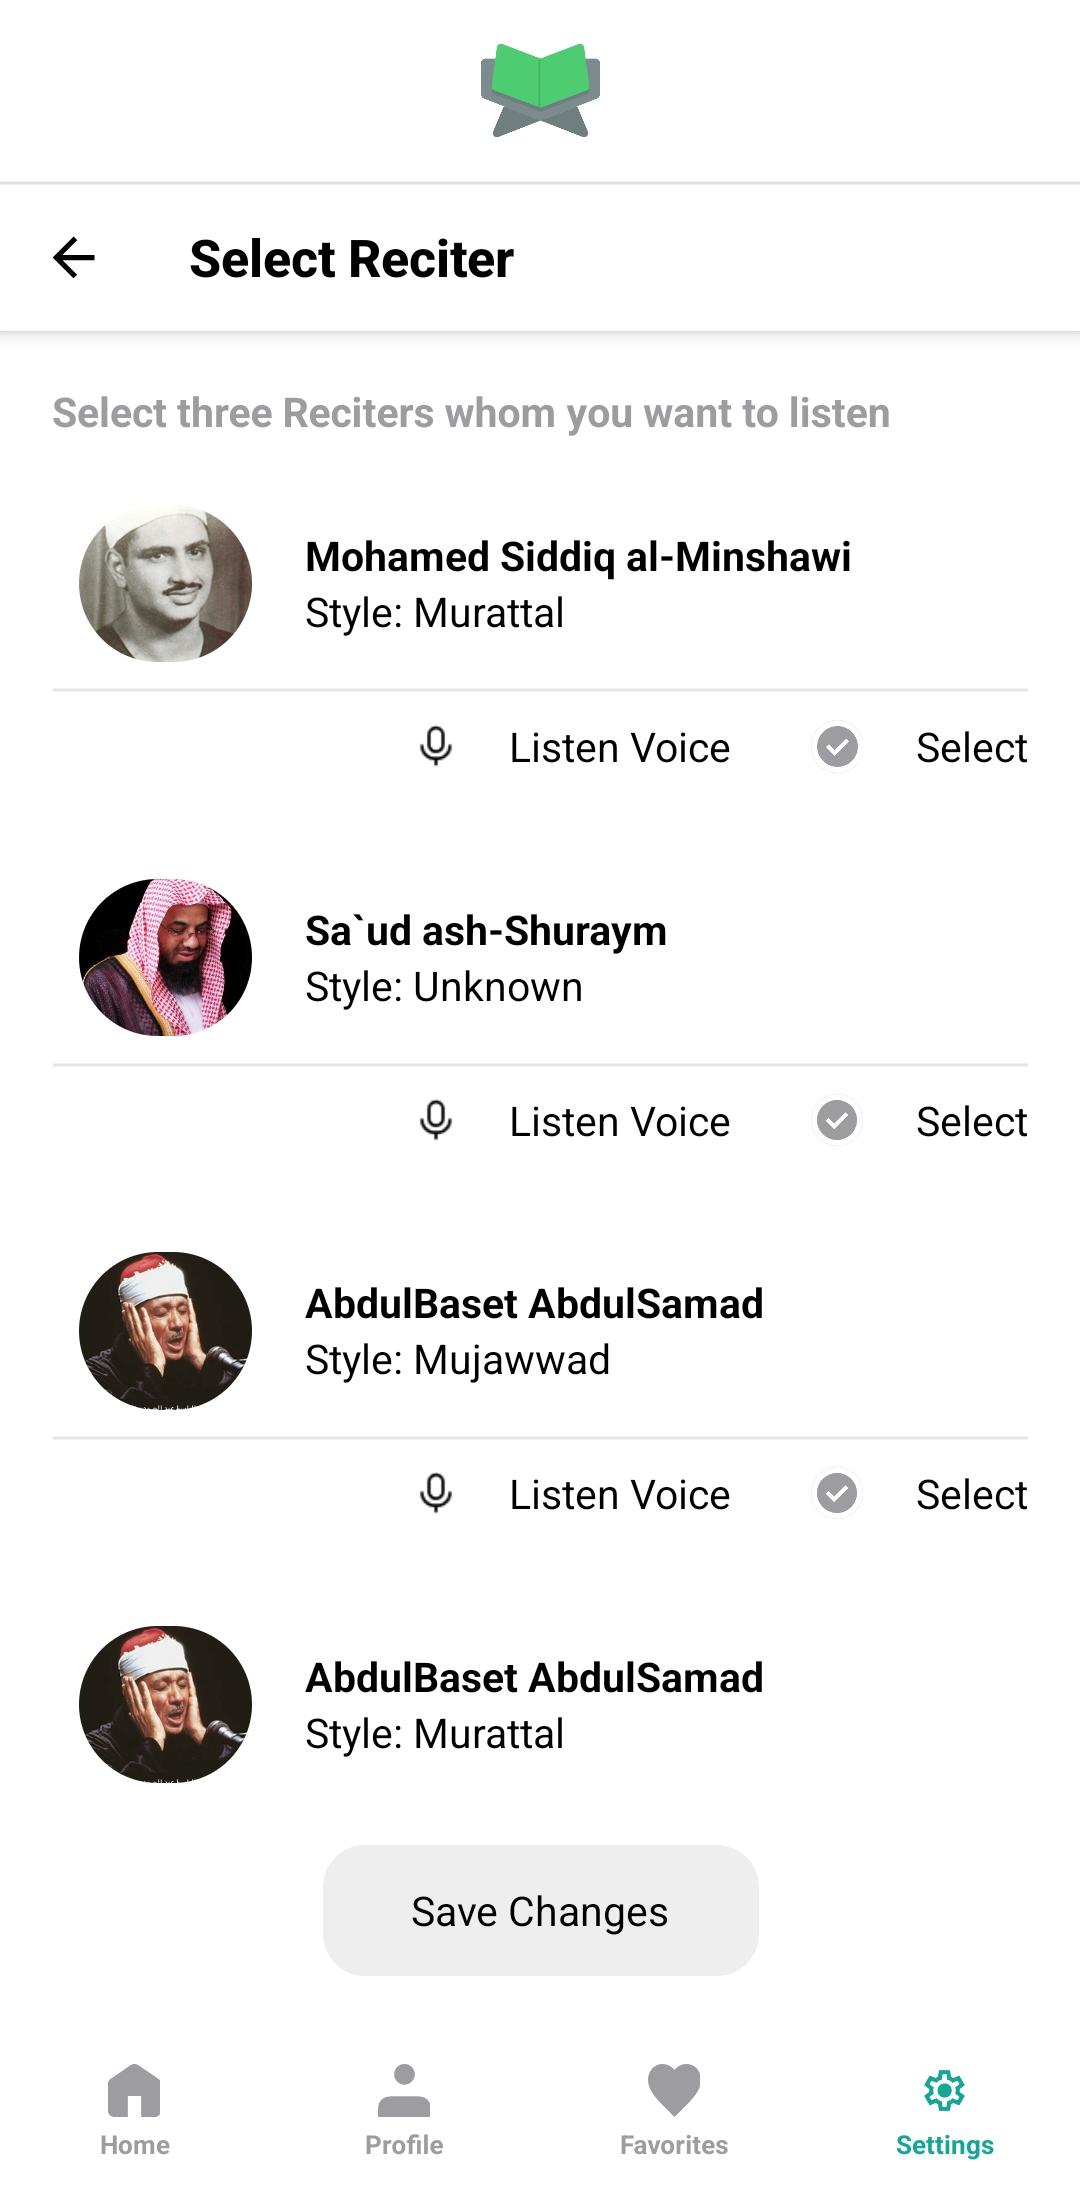 Select Reciter
Select three Reciters whom you want to listen
Mohamed Siddiq al-Minshawi
Style: Murattal
Listen Voice Select
Sa`ud ash-Shuraym
Style: Unknown
Listen Voice Select
AbdulBaset AbdulSamad
Style: Mujawwad
Listen Voice Select
AbdulBaset AbdulSamad
Style: Murattal
Save Changes
Home Profile Favorites Settings